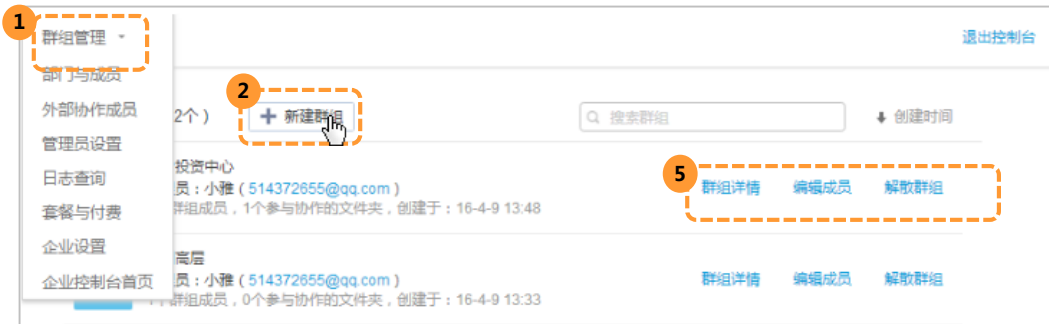 1
群组管理
退出控制台
部门与成员
外部协作成员
2
2个）
新建群组
搜索群组
创建时间
管理员设置
投资中心
5
日志查询
员：小雅（514372655@qq.com）
群组详情 编辑成员 解散群组
套餐与付费
群组成员，1个参与协作的文件夹，创建于：16-4-9 13:48
企业设置
高层
企业控制台首页
员：小雅（514372655@qq.com）
群组详情 编辑成员 解散群组
1个群组成员，0个参与协作的文件夹，创建于：16-4-9 13:33